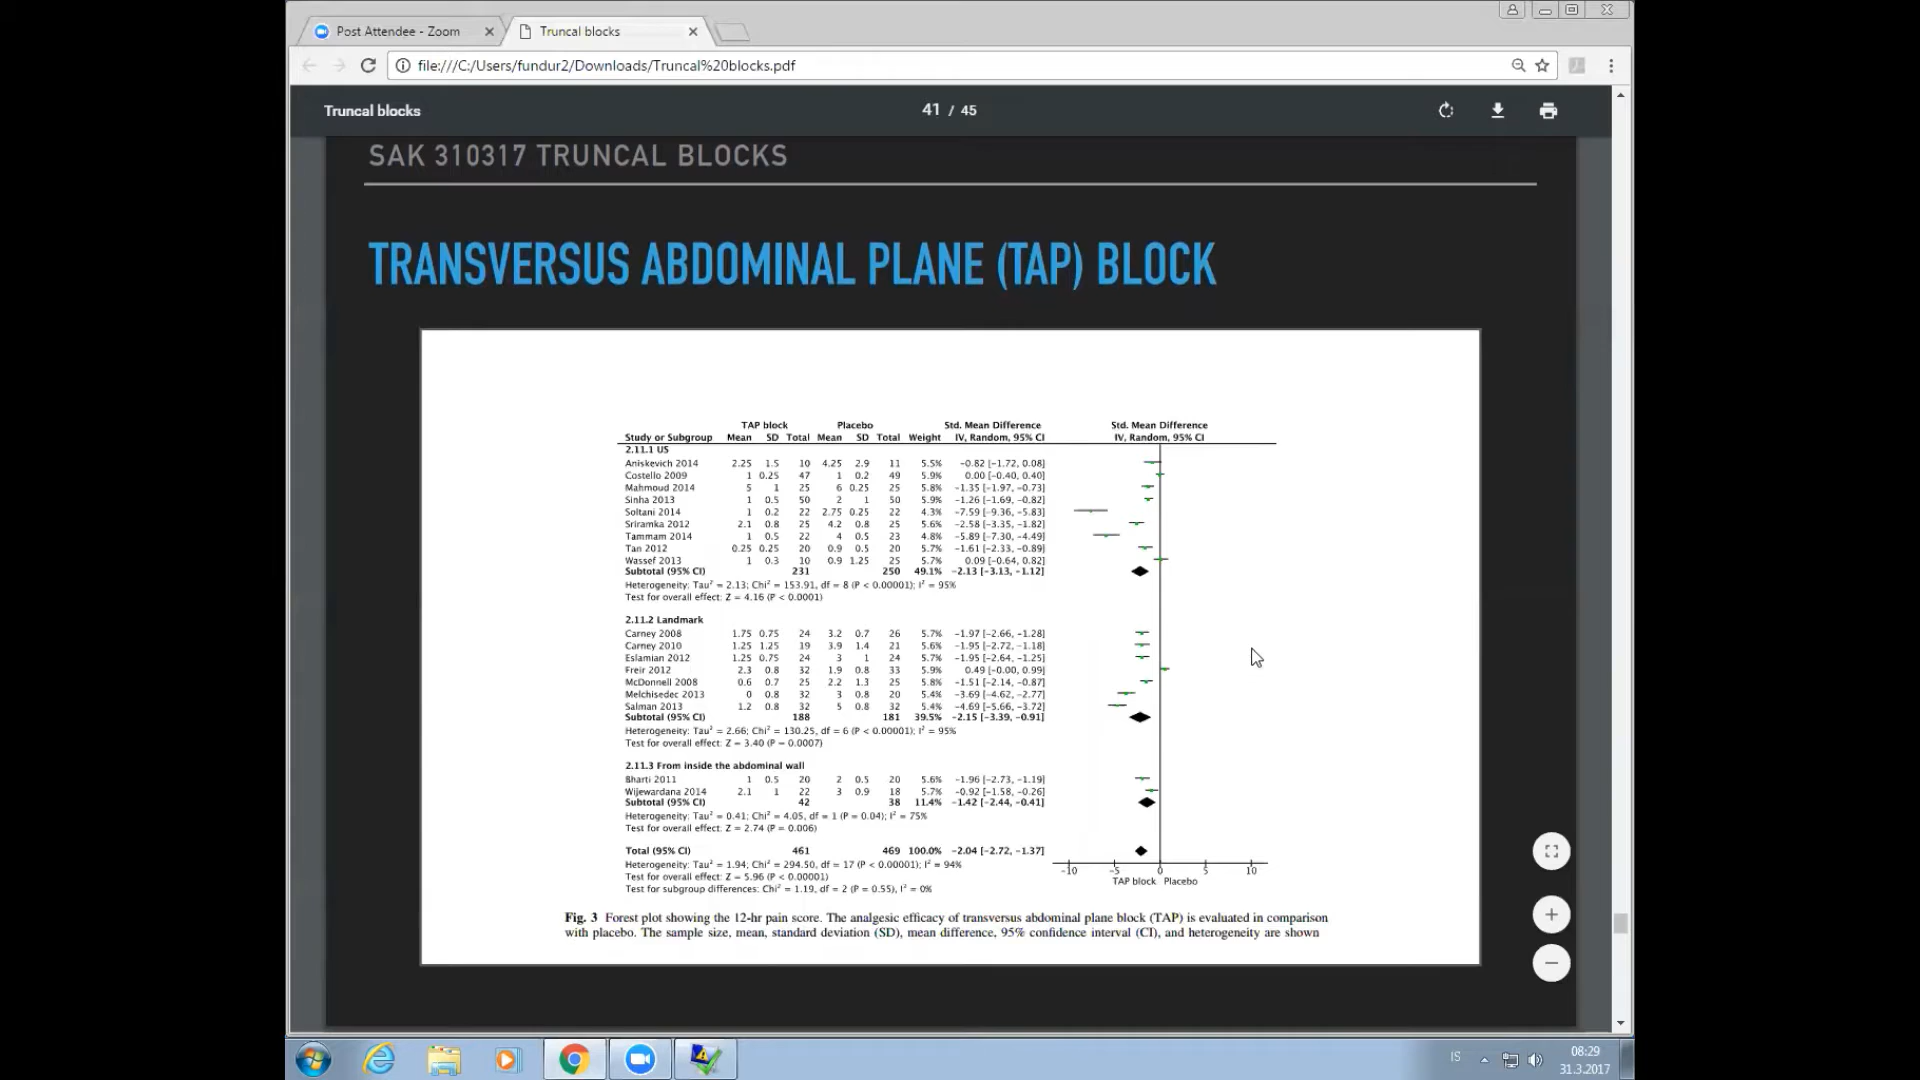 Post Attendee - Zoom
Truncal blocks
file:///C:/Users/fundur2/Downloads/Truncal%20blocks.pdf
Truncal blocks 41 / 45
SAK 310317 TRUNCAL BLOCKS
TRANSVERSUS ABDOMINAL PLANE (TAP) BLOCK
TAP block Placebo Std. Mean Difference Std. Mean Difference
Study or Subgroup Mean SD Total Mean SD Total Weight IV, Random, 95% CI IV, Random, 95% CI
2.11.1 US
Aniskevich 2014 2.25 1.5 10 4.25 2.9 11 5.5% -0.82 [-1.72, 0.08]
Costello 2009 1 0.25 47 1 0.2 49 5.9% 0.00 [-0.40, 0.40]
Mahmoud 2014 5 1 25 6 0.25 25 5.8% -1.35 [-1.97, -0.73]
Sinha 2013 1 0.5 50 2 1 50 5.9% -1.26 [-1.69, -0.82]
Soltani 2014 1 0.2 22 2.75 0.25 22 4.3% -7.59 [-9.36, -5.83]
Sriramka 2012 2.1 0.8 25 4.2 0.8 25 5.6% -2.58 [-3.35, -1.82]
Tammam 2014 1 0.5 22 4 0.5 23 4.8% -5.89 [-7.30, -4.49]
Tan 2012 0.25 0.25 20 0.9 0.5 20 5.7% -1.61 [-2.33, -0.89]
Wassef 2013 1 0.3 10 0.9 1.25 25 5.7% 0.09 [-0.64, 0.82]
Subtotal (95% CI) 231 250 49.1% -2.13 [-3.13, -1.12]
Heterogeneity: Tau² = 2.13; Chi² = 153.91, df = 8 (P < 0.00001); I² = 95%
Test for overall effect: Z = 4.16 (P < 0.0001)
2.11.2 Landmark
Carney 2008 1.75 0.75 24 3.2 0.7 26 5.7% -1.97 [-2.66, -1.28]
Carney 2010 1.25 1.25 19 3.9 1.4 21 5.6% -1.95 [-2.72, -1.18]
Eslamian 2012 1.25 0.75 24 3 1 24 5.7% -1.95 [-2.64, -1.25]
Freir 2012 2.3 0.8 32 1.9 0.8 33 5.9% 0.49 [-0.00, 0.99]
McDonnell 2008 0.6 0.7 25 2.2 1.3 25 5.8% -1.51 [-2.14, -0.87]
Melchisedec 2013 0 0.8 32 3 0.8 20 5.4% -3.69 [-4.62, -2.77]
Salman 2013 1.2 0.8 32 5 0.8 32 5.4% -4.69 [-5.66, -3.72]
Subtotal (95% CI) 188 181 39.5% -2.15 [-3.39, -0.91]
Heterogeneity: Tau² = 2.66; Chi² = 130.25, df = 6 (P < 0.00001); I² = 95%
Test for overall effect: Z = 3.40 (P = 0.0007)
2.11.3 From inside the abdominal wall
Bharti 2011 1 0.5 20 2 0.5 20 5.6% -1.96 [-2.73, -1.19]
Wijewardana 2014 2.1 1 22 3 0.9 18 5.7% -0.92 [-1.58, -0.26]
Subtotal (95% CI) 42 38 11.4% -1.42 [-2.44, -0.41]
Heterogeneity: Tau² = 0.41; Chi² = 4.05, df = 1 (P = 0.04); I² = 75%
Test for overall effect: Z = 2.74 (P = 0.006)
Total (95% CI) 461 469 100.0% -2.04 [-2.72, -1.37]
Heterogeneity: Tau² = 1.94; Chi² = 294.50, df = 17 (P < 0.00001); I² = 94%
Test for overall effect: Z = 5.96 (P < 0.00001)
Test for subgroup differences: Chi² = 1.19, df = 2 (P = 0.55), I² = 0%
-10 -5 0 5 10
TAP block Placebo
Fig. 3 Forest plot showing the 12-hr pain score. The analgesic efficacy of transversus abdominal plane block (TAP) is evaluated in comparison
with placebo. The sample size, mean, standard deviation (SD), mean difference, 95% confidence interval (CI), and heterogeneity are shown
IS
08:29
31.3.2017